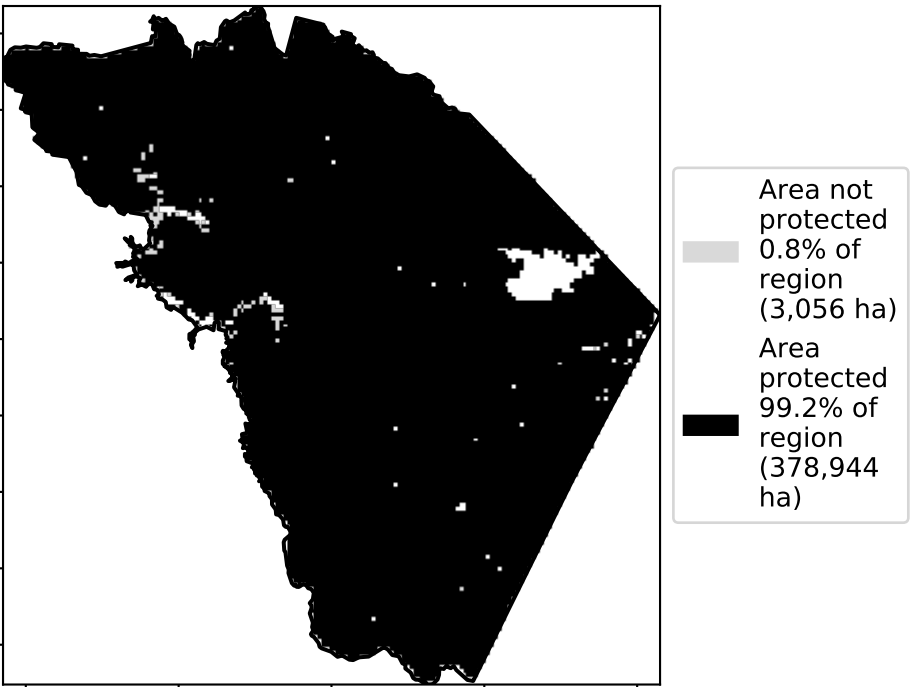 Area not
protected
0.8% of
region
(3,056 ha)
Area
protected
99.2% of
region
(378,944
ha)